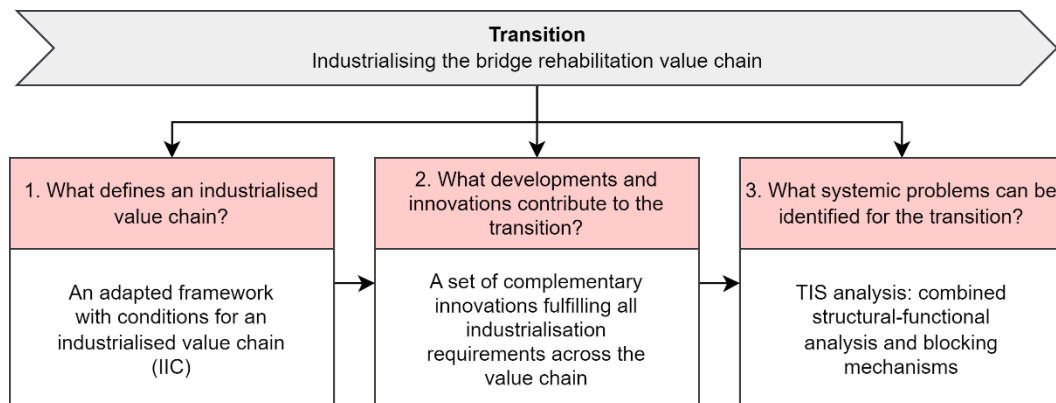 Transition
Industrialising the bridge rehabilitation value chain
1. What defines an industrialised
value chain?
An adapted framework
with conditions for an
industrialised value chain
(IIC)
2. What developments and
innovations contribute to the
transition?
A set of complementary
innovations fulfilling all
industrialisation
requirements across the
value chain
3. What systemic problems can be
identified for the transition?
TIS analysis: combined
structural-functional
analysis and blocking
mechanisms